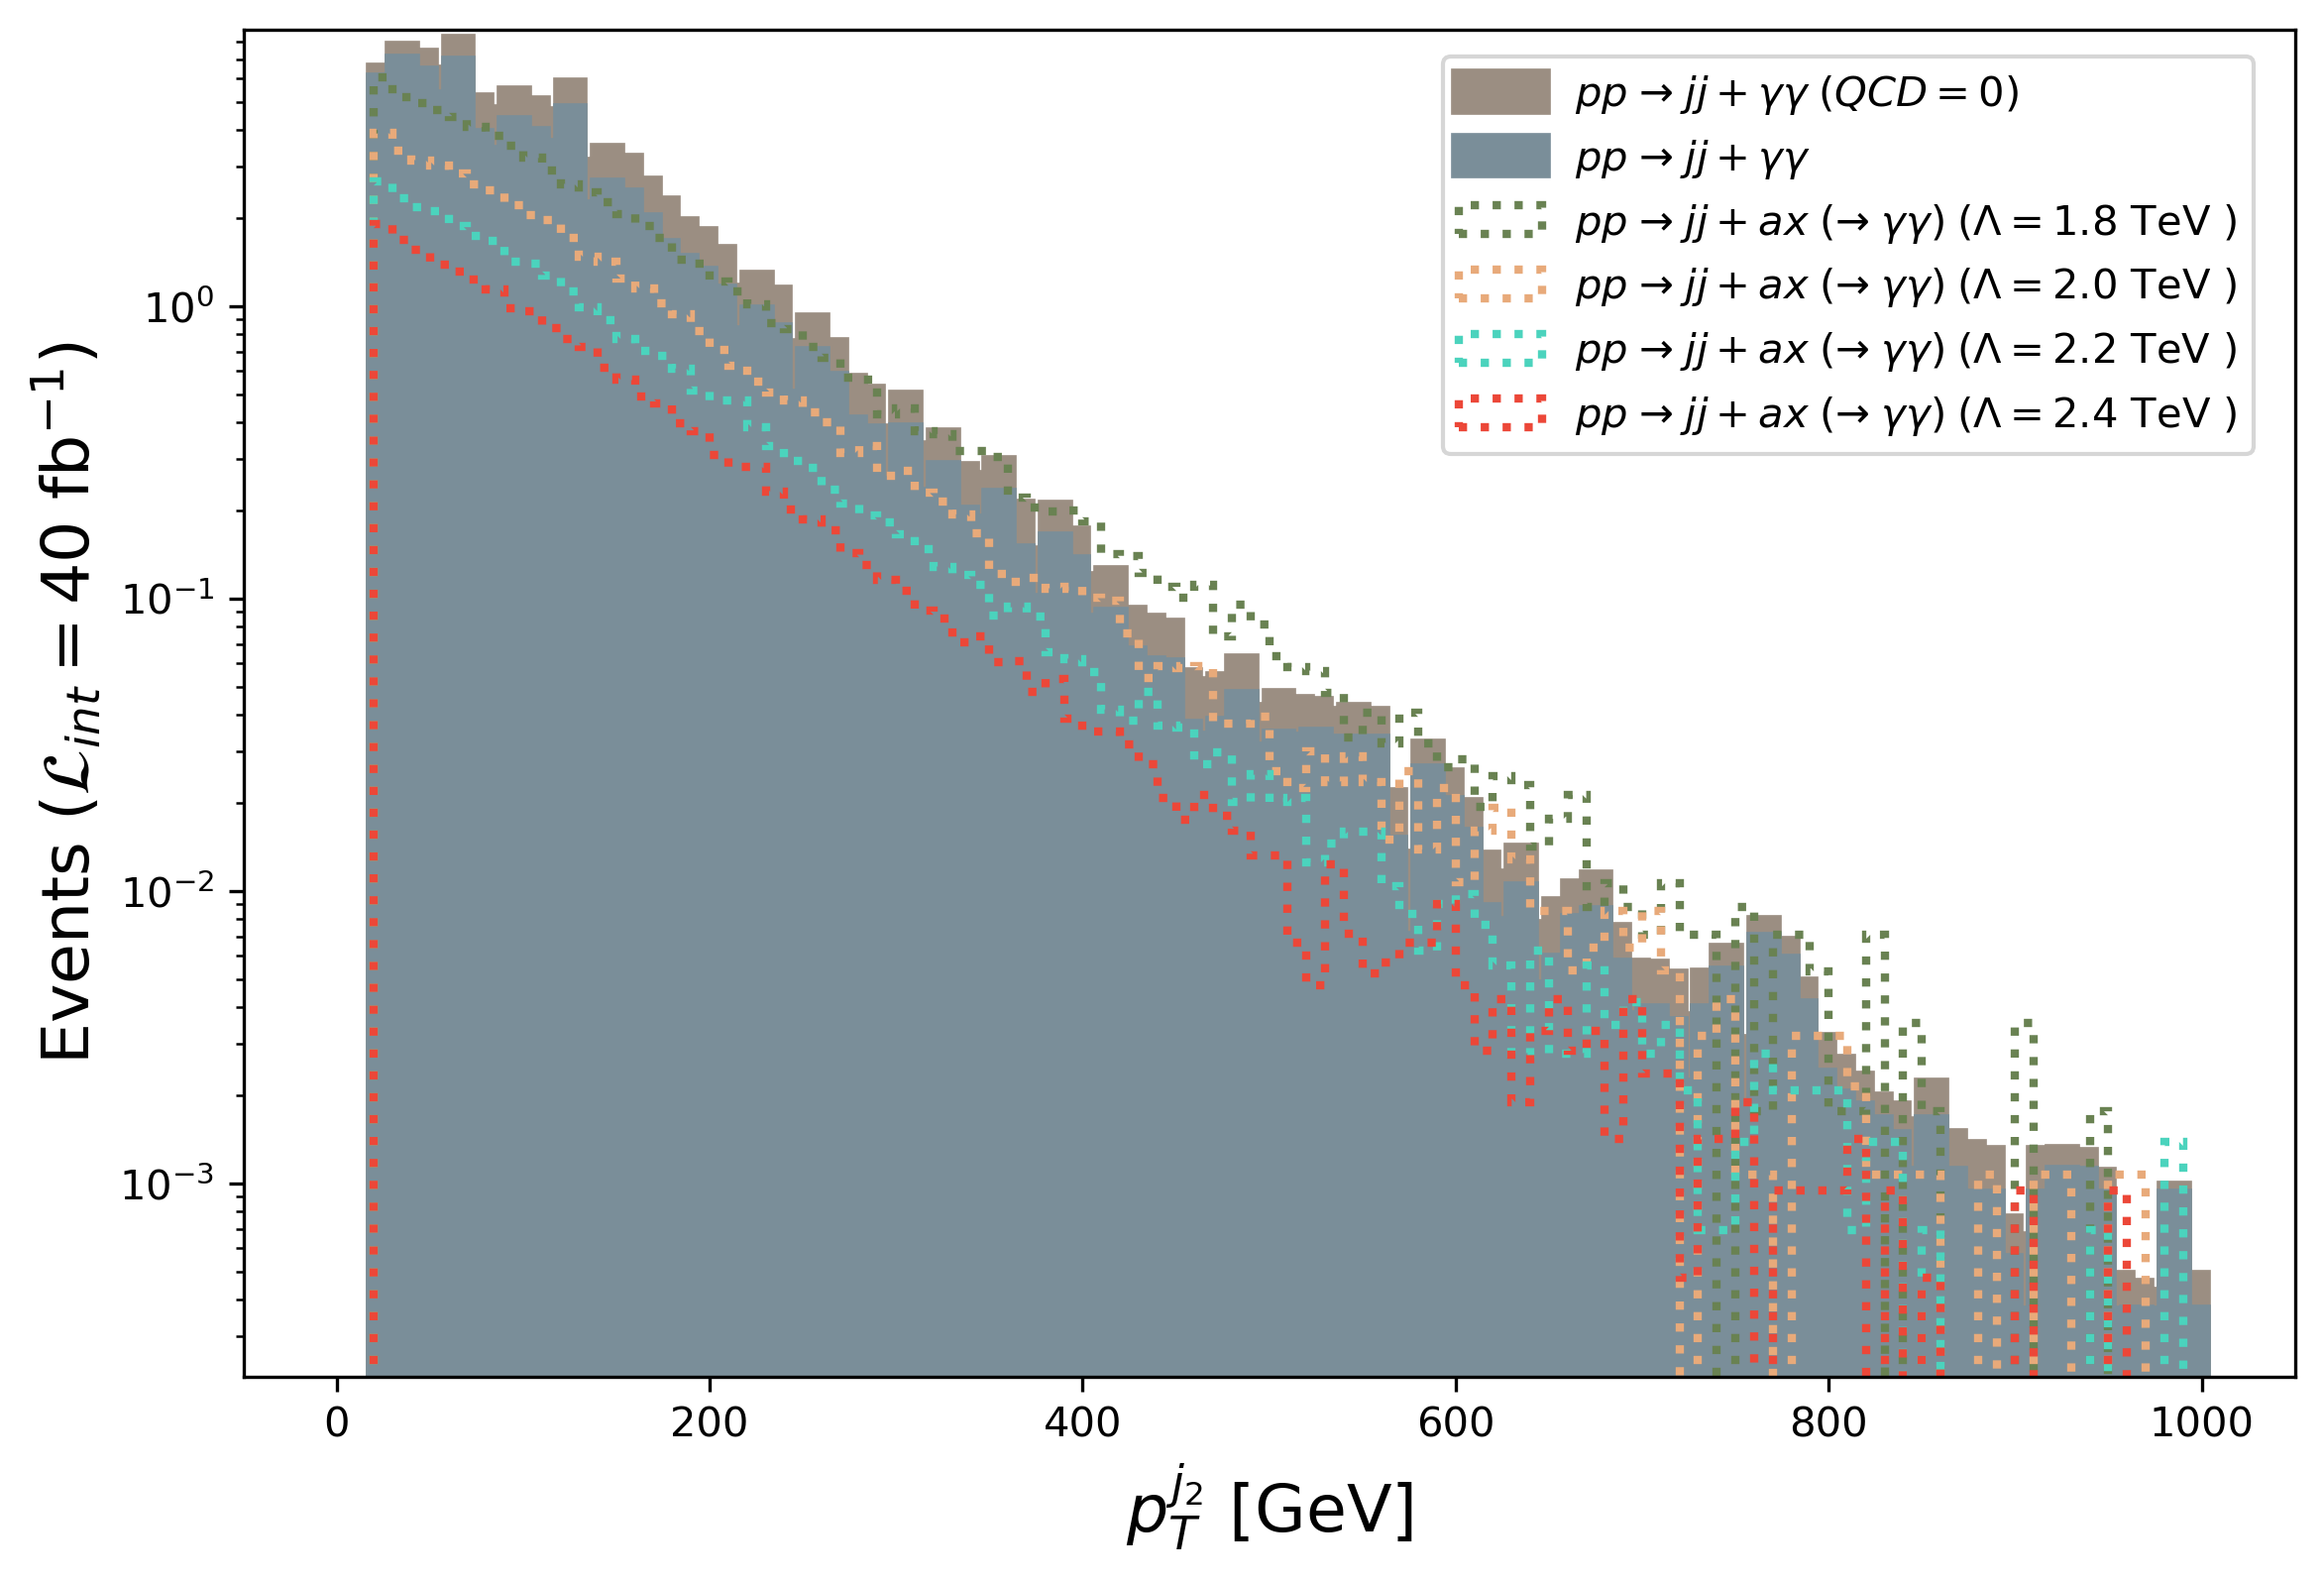 pp → jj + γγ (QCD = 0)
pp → jj + γγ
pp → jj + ax (→ γγ) (Λ = 1.8 TeV )
pp → jj + ax (→ γγ) (Λ = 2.0 TeV )
pp → jj + ax (→ γγ) (Λ = 2.2 TeV )
pp → jj + ax (→ γγ) (Λ = 2.4 TeV )
Events (ℒ_int = 40 fb⁻¹)
10⁰
10⁻¹
10⁻²
10⁻³
0 200 400 600 800 1000
p_T^{j₂} [GeV]